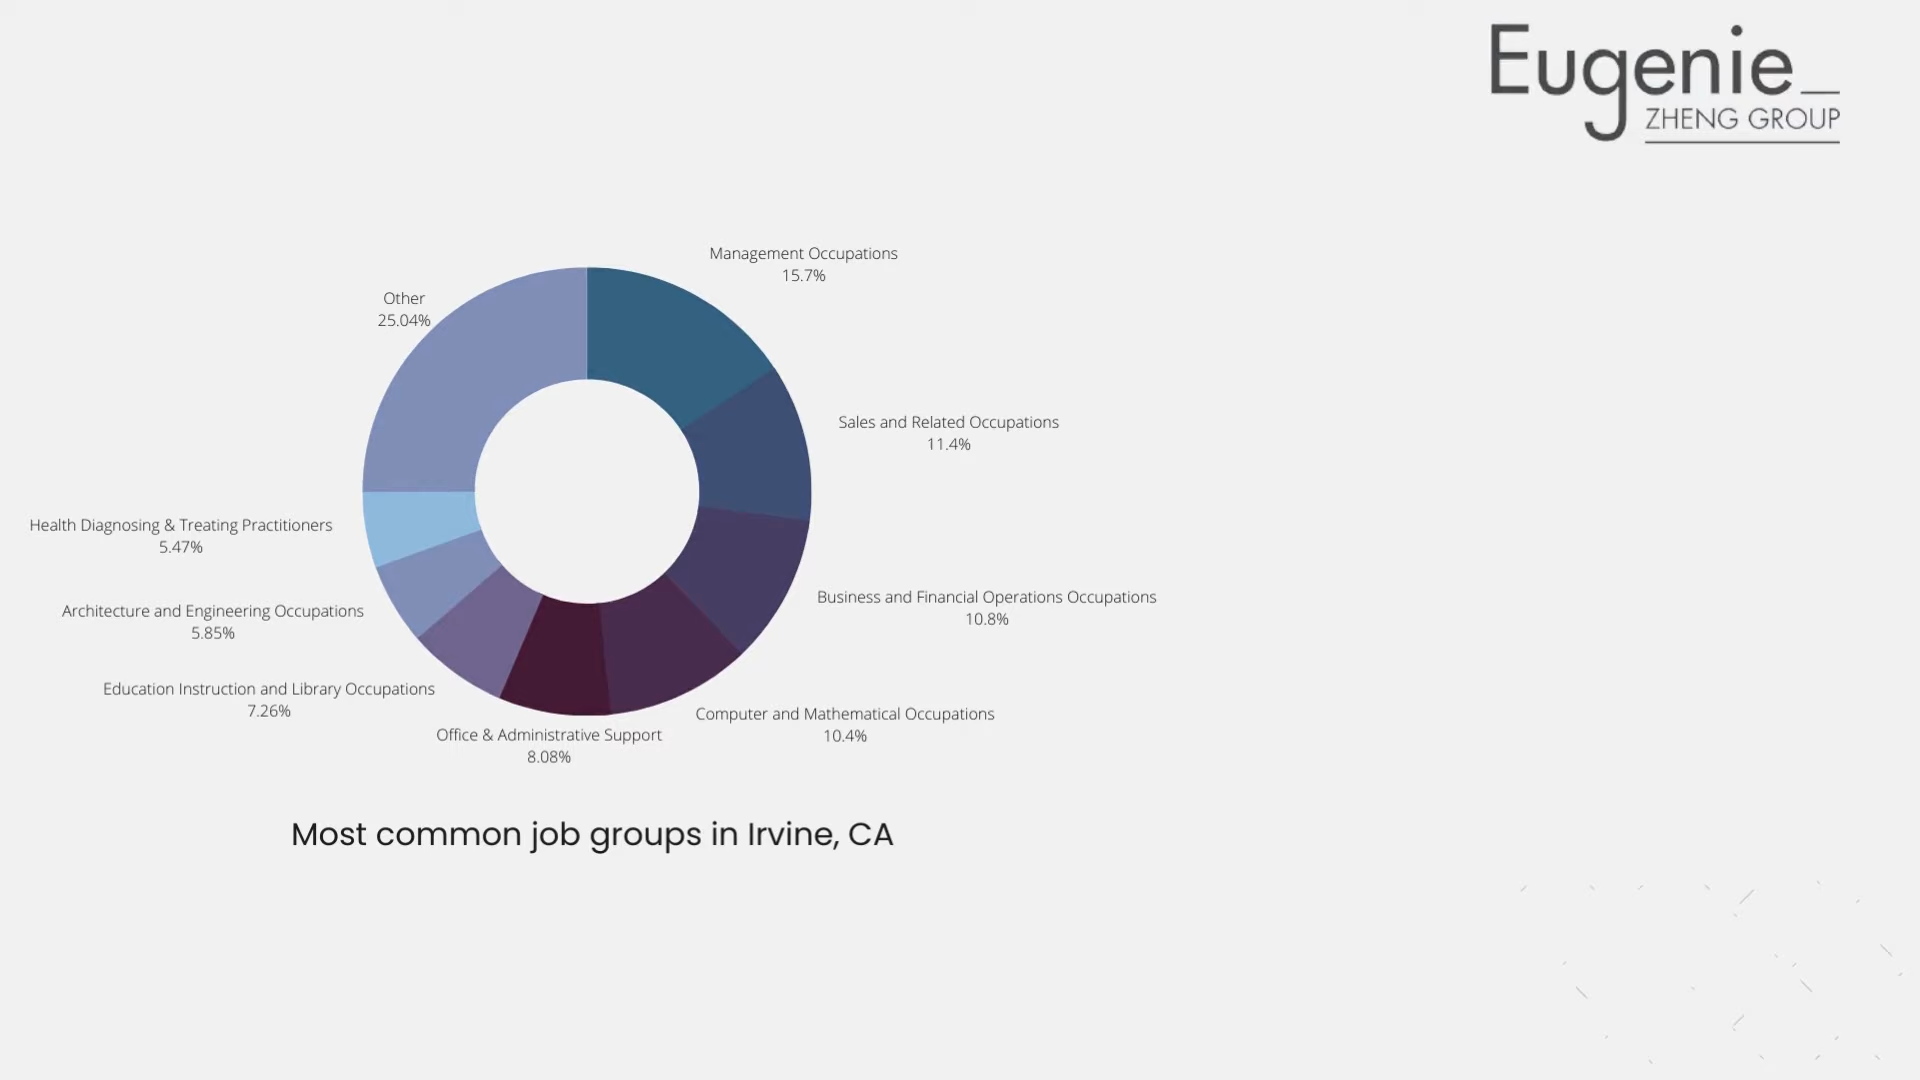 Eugenie_
ZHENG GROUP
Management Occupations
15.7%
Other
25.04%
Sales and Related Occupations
11.4%
Health Diagnosing & Treating Practitioners
5.47%
Business and Financial Operations Occupations
10.8%
Architecture and Engineering Occupations
5.85%
Education Instruction and Library Occupations
7.26%
Computer and Mathematical Occupations
10.4%
Office & Administrative Support
8.08%
Most common job groups in Irvine, CA